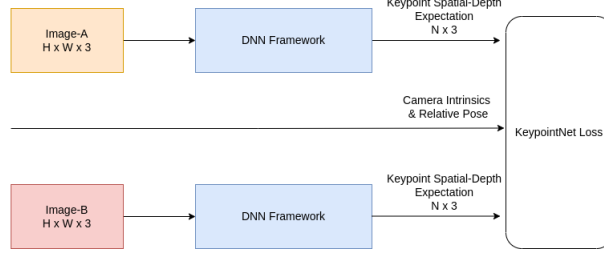 Image-A
H x W x 3
DNN Framework
Keypoint Spatial-Depth
Expectation
N x 3
Camera Intrinsics
& Relative Pose
KeypointNet Loss
Image-B
H x W x 3
DNN Framework
Keypoint Spatial-Depth
Expectation
N x 3